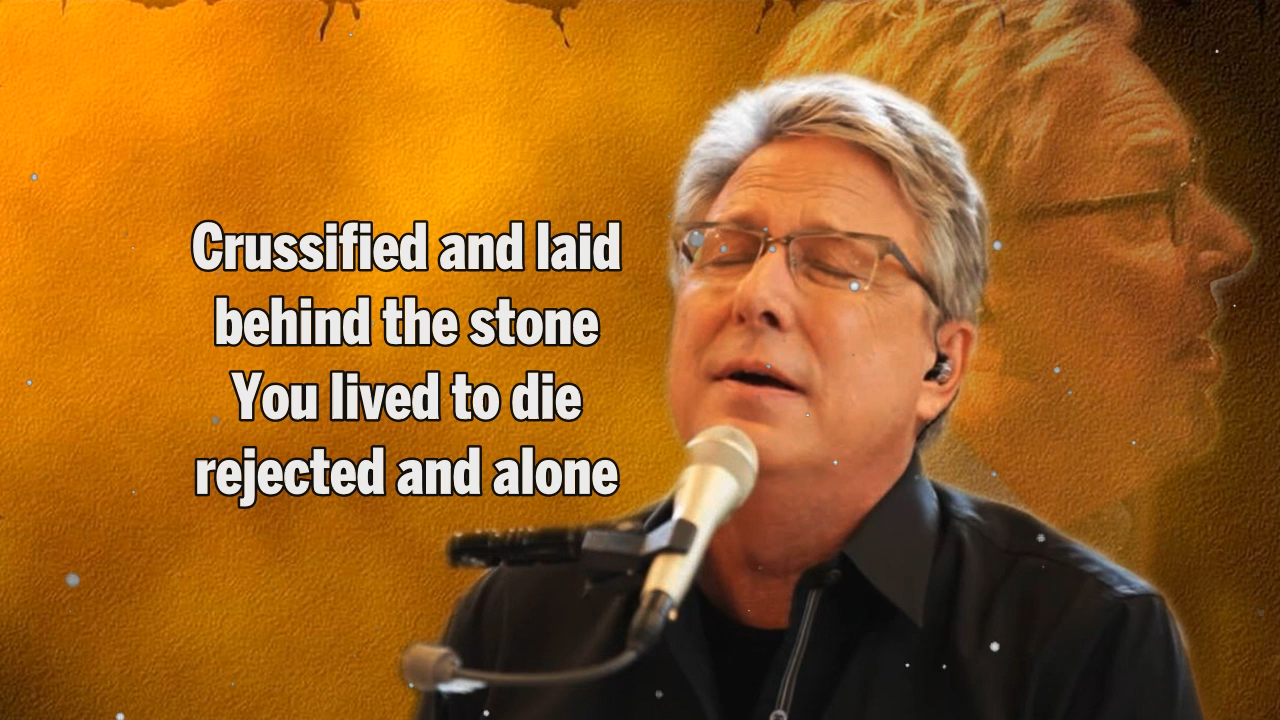 Crussified and laid
behind the stone
You lived to die
rejected and alone